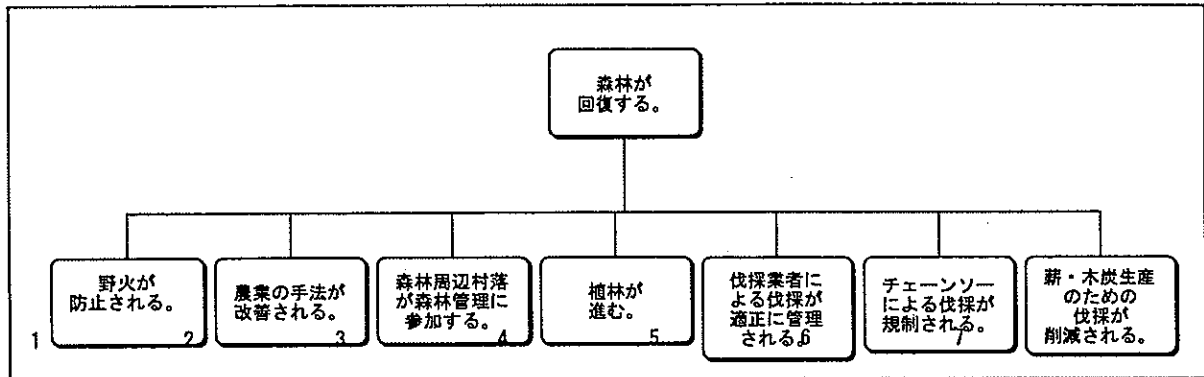 森林が
回復する。
野火が
防止される。
農業の手法が
改善される。
森林周辺村落
が森林管理に
参加する。
植林が
進む。
伐採業者に
よる伐採が
適正に管理
される。
チェーンソー
による伐採が
規制される。
薪・木炭生産
のための
伐採が
削減される。
1 2 3 4 5 6 7